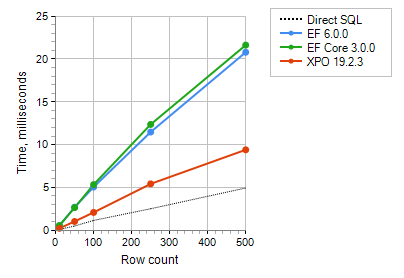 Time, milliseconds
25
20
15
10
5
0
0 100 200 300 400 500
Row count
Direct SQL
EF 6.0.0
EF Core 3.0.0
XPO 19.2.3